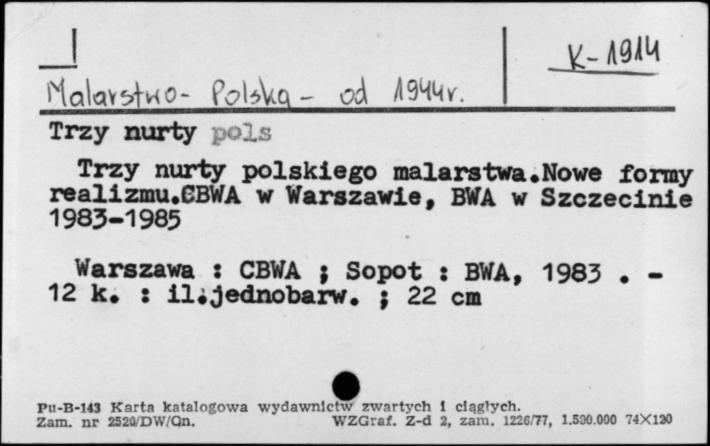 K-1914
Malarstwo- Polska - od 1944r.
Trzy nurty pols
Trzy nurty polskiego malarstwa.Nowe formy
realizmu.CBWA w Warszawie, BWA w Szczecinie
1983-1985
Warszawa : CBWA ; Sopot : BWA, 1983 . -
12 k. : il.jednobarw. ; 22 cm
Pu-B-143 Karta katalogowa wydawnictw zwartych i ciągłych.
Zam. nr 2520/DW/Qn. WZGraf. Z-d 2, zam. 1226/77, 1.500.000 74X120